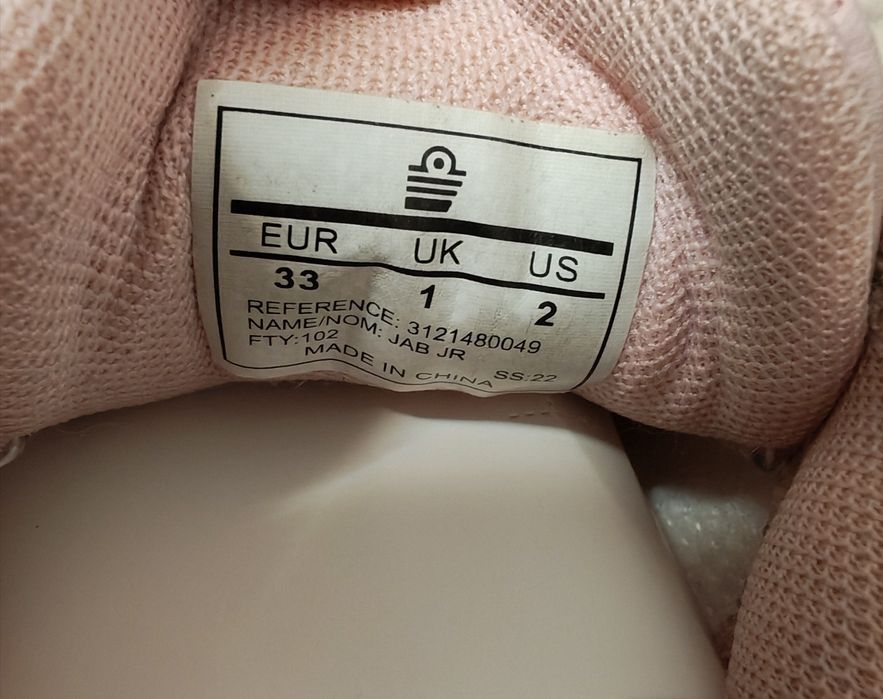 EUR UK US
33 1 2
REFERENCE: 3121480049
NAME/NOM: JAB JR
FTY:102 SS:22
MADE IN CHINA